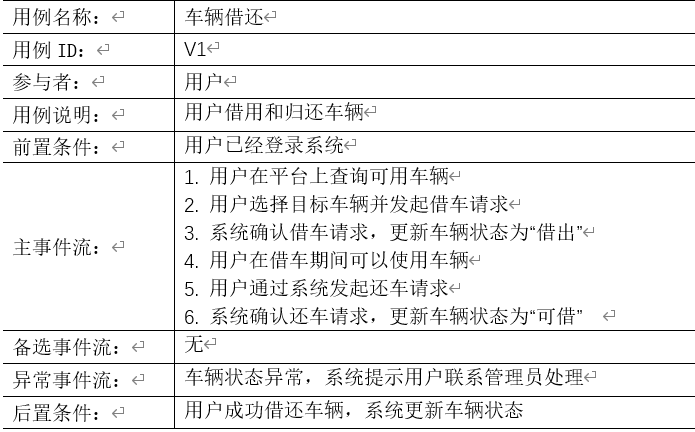 用例名称： 车辆借还
用例 ID： V1
参与者： 用户
用例说明： 用户借用和归还车辆
前置条件： 用户已经登录系统
主事件流：
1. 用户在平台上查询可用车辆
2. 用户选择目标车辆并发起借车请求
3. 系统确认借车请求，更新车辆状态为“借出”
4. 用户在借车期间可以使用车辆
5. 用户通过系统发起还车请求
6. 系统确认还车请求，更新车辆状态为“可借”
备选事件流： 无
异常事件流： 车辆状态异常，系统提示用户联系管理员处理
后置条件： 用户成功借还车辆，系统更新车辆状态